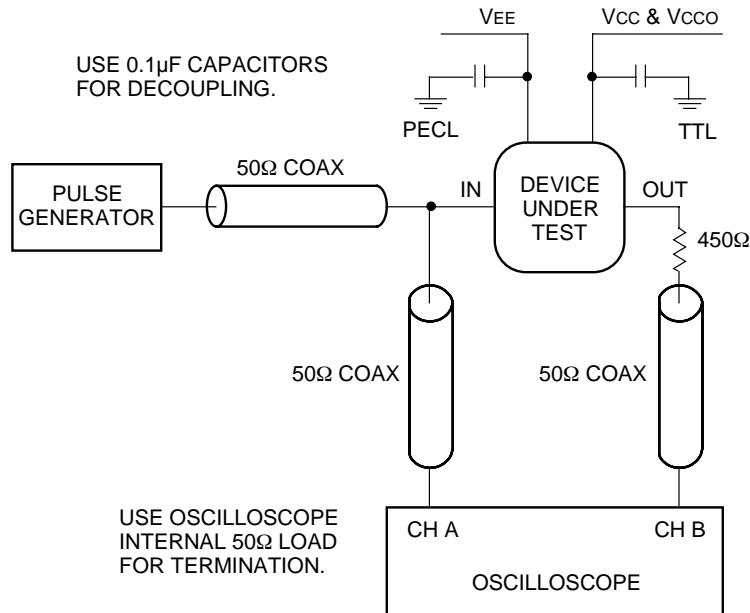 VEE
VCC & VCCO
USE 0.1µF CAPACITORS
FOR DECOUPLING.
PECL
TTL
50Ω COAX
PULSE
GENERATOR
IN
DEVICE
UNDER
TEST
OUT
450Ω
50Ω COAX
50Ω COAX
USE OSCILLOSCOPE
INTERNAL 50Ω LOAD
FOR TERMINATION.
CH A
CH B
OSCILLOSCOPE